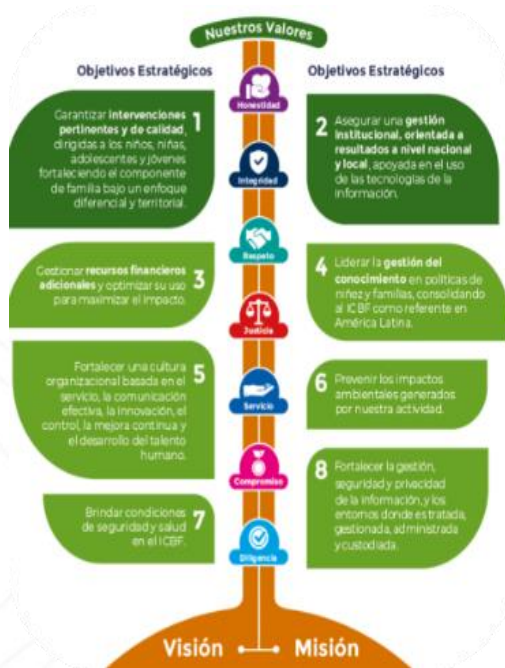 Nuestros Valores
Objetivos Estratégicos
Objetivos Estratégicos
Honestidad
1
Garantizar intervenciones
pertinentes y de calidad,
dirigidas a los niños, niñas,
adolescentes y jóvenes
fortaleciendo el componente
de familia bajo un enfoque
diferencial y territorial.
2
Asegurar una gestión
institucional, orientada a
resultados a nivel nacional
y local, apoyada en el uso
de las tecnologías de la
información.
Integridad
Respeto
3
Gestionar recursos financieros
adicionales y optimizar su uso
para maximizar el impacto.
4
Liderar la gestión del
conocimiento en políticas de
niñez y familias, consolidando
al ICBF como referente en
América Latina.
Justicia
5
Fortalecer una cultura
organizacional basada en el
servicio, la comunicación
efectiva, la innovación, el
control, la mejora continua y
el desarrollo del talento
humano.
6
Prevenir los impactos
ambientales generados
por nuestra actividad.
Servicio
Compromiso
7
Brindar condiciones
de seguridad y salud
en el ICBF.
8
Fortalecer la gestión,
seguridad y privacidad
de la información, y los
entornos donde es tratada,
gestionada, administrada
y custodiada.
Diligencia
Visión
Misión